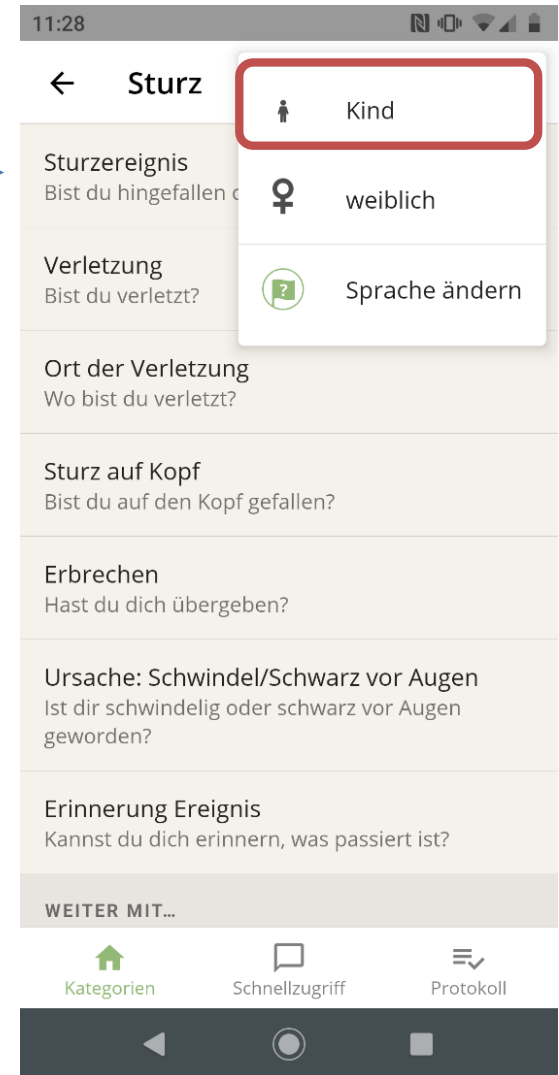 11:28
Sturz
Kind
weiblich
Sprache ändern
Sturzereignis
Bist du hingefallen
Verletzung
Bist du verletzt?
Ort der Verletzung
Wo bist du verletzt?
Sturz auf Kopf
Bist du auf den Kopf gefallen?
Erbrechen
Hast du dich übergeben?
Ursache: Schwindel/Schwarz vor Augen
Ist dir schwindelig oder schwarz vor Augen
geworden?
Erinnerung Ereignis
Kannst du dich erinnern, was passiert ist?
WEITER MIT…
Kategorien
Schnellzugriff
Protokoll